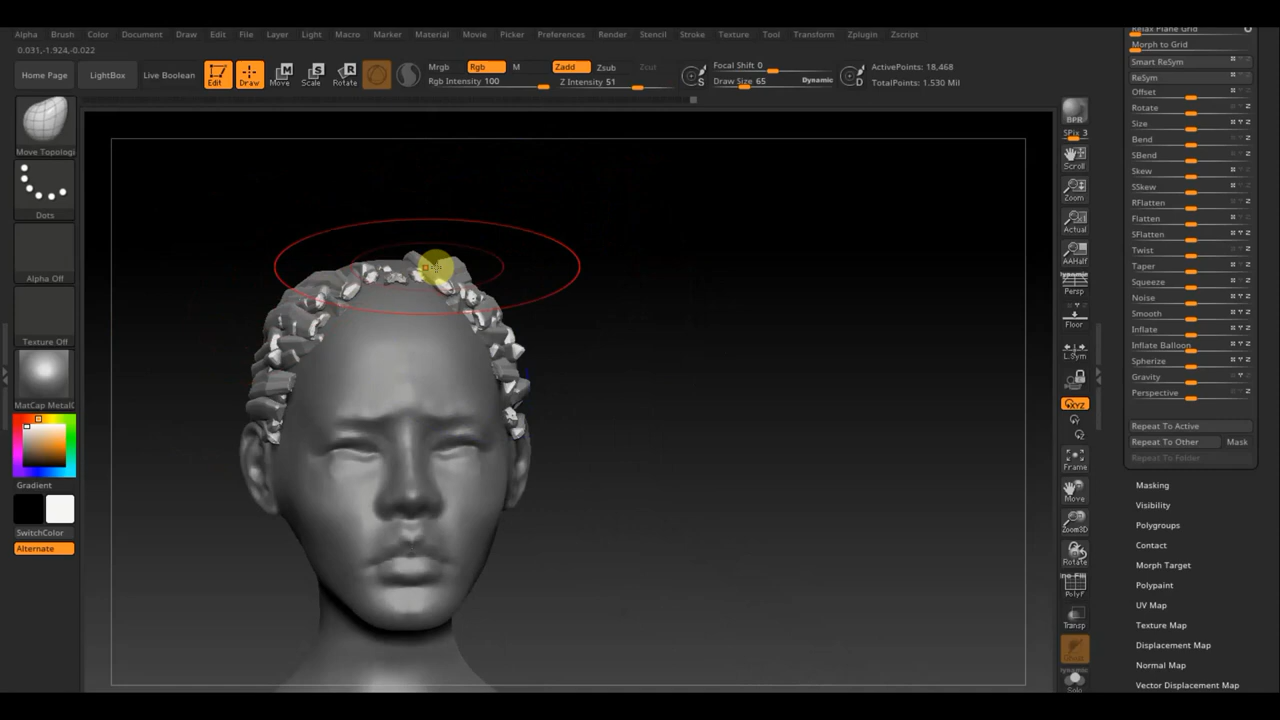 Alpha Brush Color Document Draw Edit File Layer Light Macro Marker Material Movie Picker Preferences Render Stencil Stroke Texture Tool Transform Zplugin Zscript
0.031,-1.924,-0.022
Home Page
LightBox
Live Boolean
Edit
Draw
Move
Scale
Rotate
Mrgb
Rgb
M
Rgb Intensity 100
Zadd
Zsub
Zcut
Z Intensity 51
S
Focal Shift 0
Draw Size 65
Dynamic
D
ActivePoints: 18,468
TotalPoints: 1.530 Mil
Move Topologi
Dots
Alpha Off
Texture Off
MatCap Metal
Gradient
SwitchColor
Alternate
BPR
SPix 3
Scroll
Zoom
Actual
AAHalf
Dynamic
Persp
Floor
L.Sym
XYZ
Y
Z
Frame
Move
Zoom3D
Rotate
PolyF
Transp
Dynamic
Solo
Relax Plane Grid
Morph to Grid
Smart ReSym
ReSym
Offset
Rotate
Size
Bend
SBend
Skew
SSkew
RFlatten
Flatten
SFlatten
Twist
Taper
Squeeze
Noise
Smooth
Inflate
Inflate Balloon
Spherize
Gravity
Perspective
Repeat To Active
Repeat To Other
Mask
Repeat To Folder
Masking
Visibility
Polygroups
Contact
Morph Target
Polypaint
UV Map
Texture Map
Displacement Map
Normal Map
Vector Displacement Map